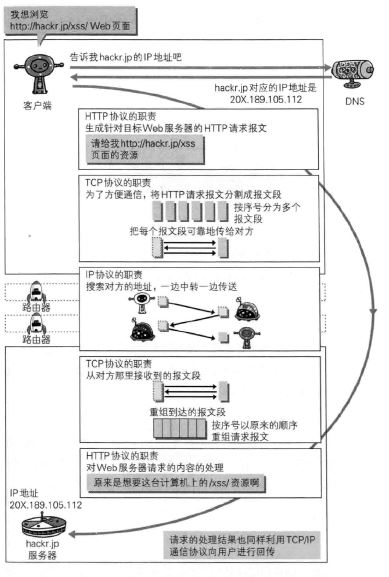 我想浏览
http://hackr.jp/xss/ Web页面
告诉我hackr.jp的IP地址吧
hackr.jp对应的IP地址是
20X.189.105.112
客户端
DNS
HTTP协议的职责
生成针对目标Web服务器的HTTP请求报文
请给我http://hackr.jp/xss
页面的资源
TCP协议的职责
为了方便通信，将HTTP请求报文分割成报文段
按序号分为多个
报文段
把每个报文段可靠地传给对方
IP协议的职责
搜索对方的地址，一边中转一边传送
路由器
路由器
TCP协议的职责
从对方那里接收到的报文段
重组到达的报文段
按序号以原来的顺序
重组请求报文
HTTP协议的职责
对Web服务器请求的内容的处理
原来是想要这台计算机上的/xss/资源啊
IP地址
20X.189.105.112
hackr.jp
服务器
请求的处理结果也同样利用TCP/IP
通信协议向用户进行回传